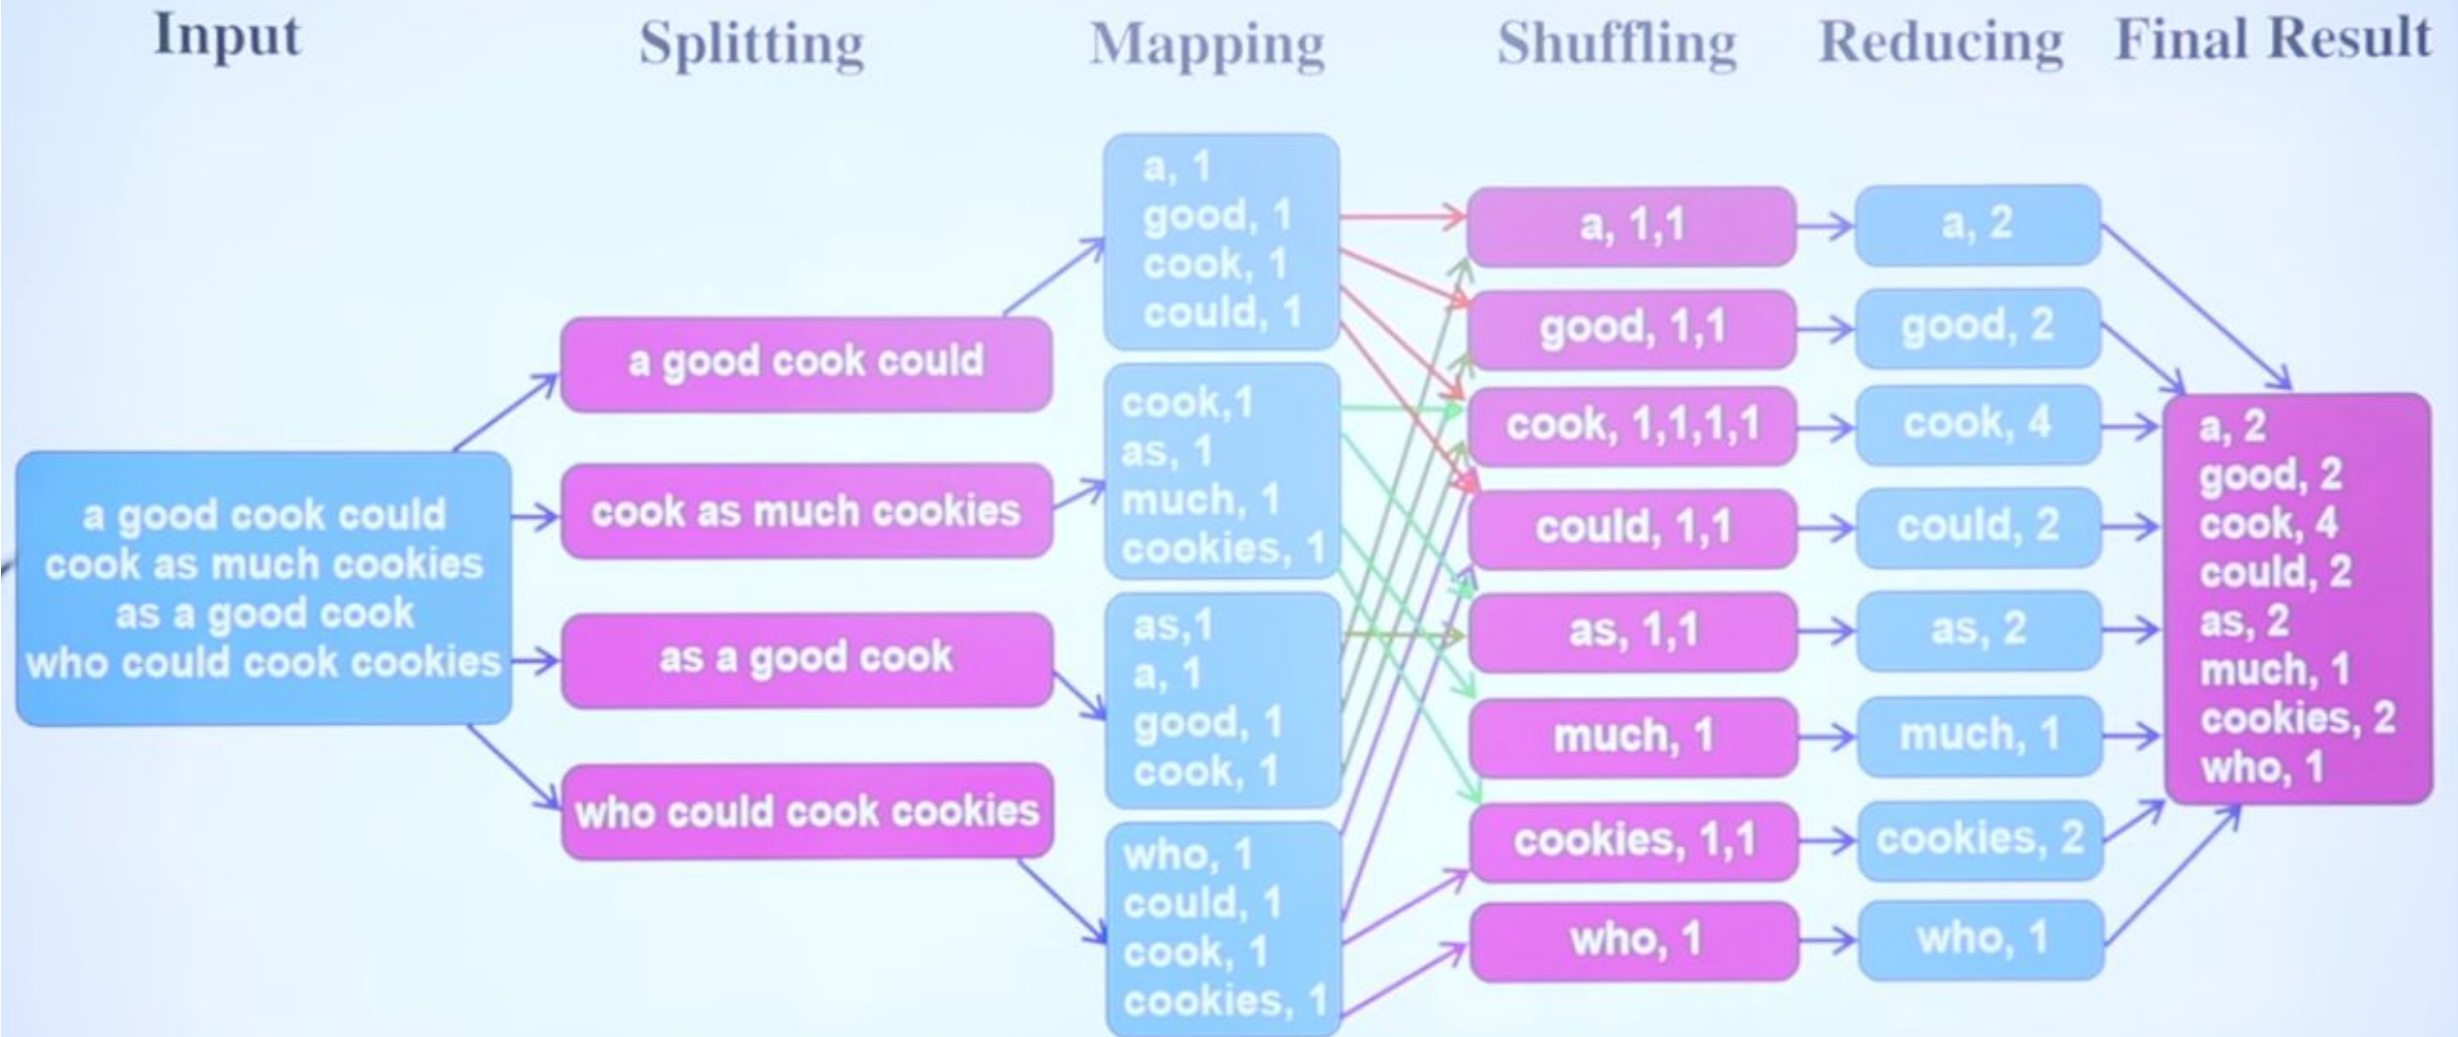 Input
Splitting
Mapping
Shuffling
Reducing
Final Result
a good cook could
cook as much cookies
as a good cook
who could cook cookies
a good cook could
cook as much cookies
as a good cook
who could cook cookies
a, 1
good, 1
cook, 1
could, 1
cook,1
as, 1
much, 1
cookies, 1
as,1
a, 1
good, 1
cook, 1
who, 1
could, 1
cook, 1
cookies, 1
a, 1,1
good, 1,1
cook, 1,1,1,1
could, 1,1
as, 1,1
much, 1
cookies, 1,1
who, 1
a, 2
good, 2
cook, 4
could, 2
as, 2
much, 1
cookies, 2
who, 1
a, 2
good, 2
cook, 4
could, 2
as, 2
much, 1
cookies, 2
who, 1